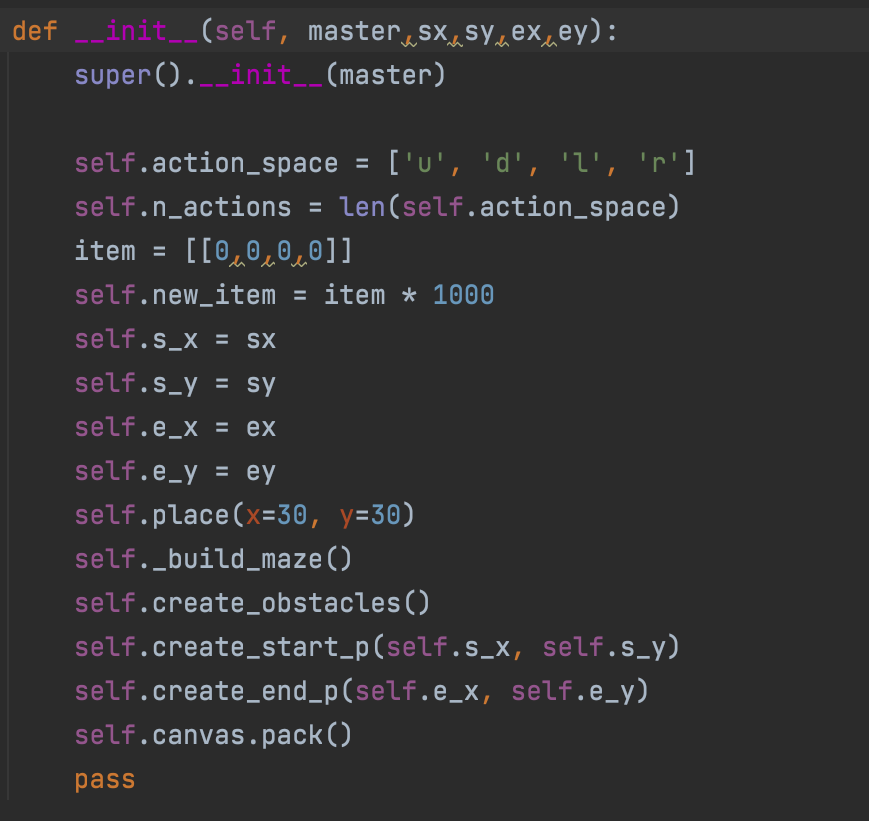 def __init__(self, master,sx,sy,ex,ey):
    super().__init__(master)

    self.action_space = ['u', 'd', 'l', 'r']
    self.n_actions = len(self.action_space)
    item = [[0,0,0,0]]
    self.new_item = item * 1000
    self.s_x = sx
    self.s_y = sy
    self.e_x = ex
    self.e_y = ey
    self.place(x=30, y=30)
    self._build_maze()
    self.create_obstacles()
    self.create_start_p(self.s_x, self.s_y)
    self.create_end_p(self.e_x, self.e_y)
    self.canvas.pack()
    pass